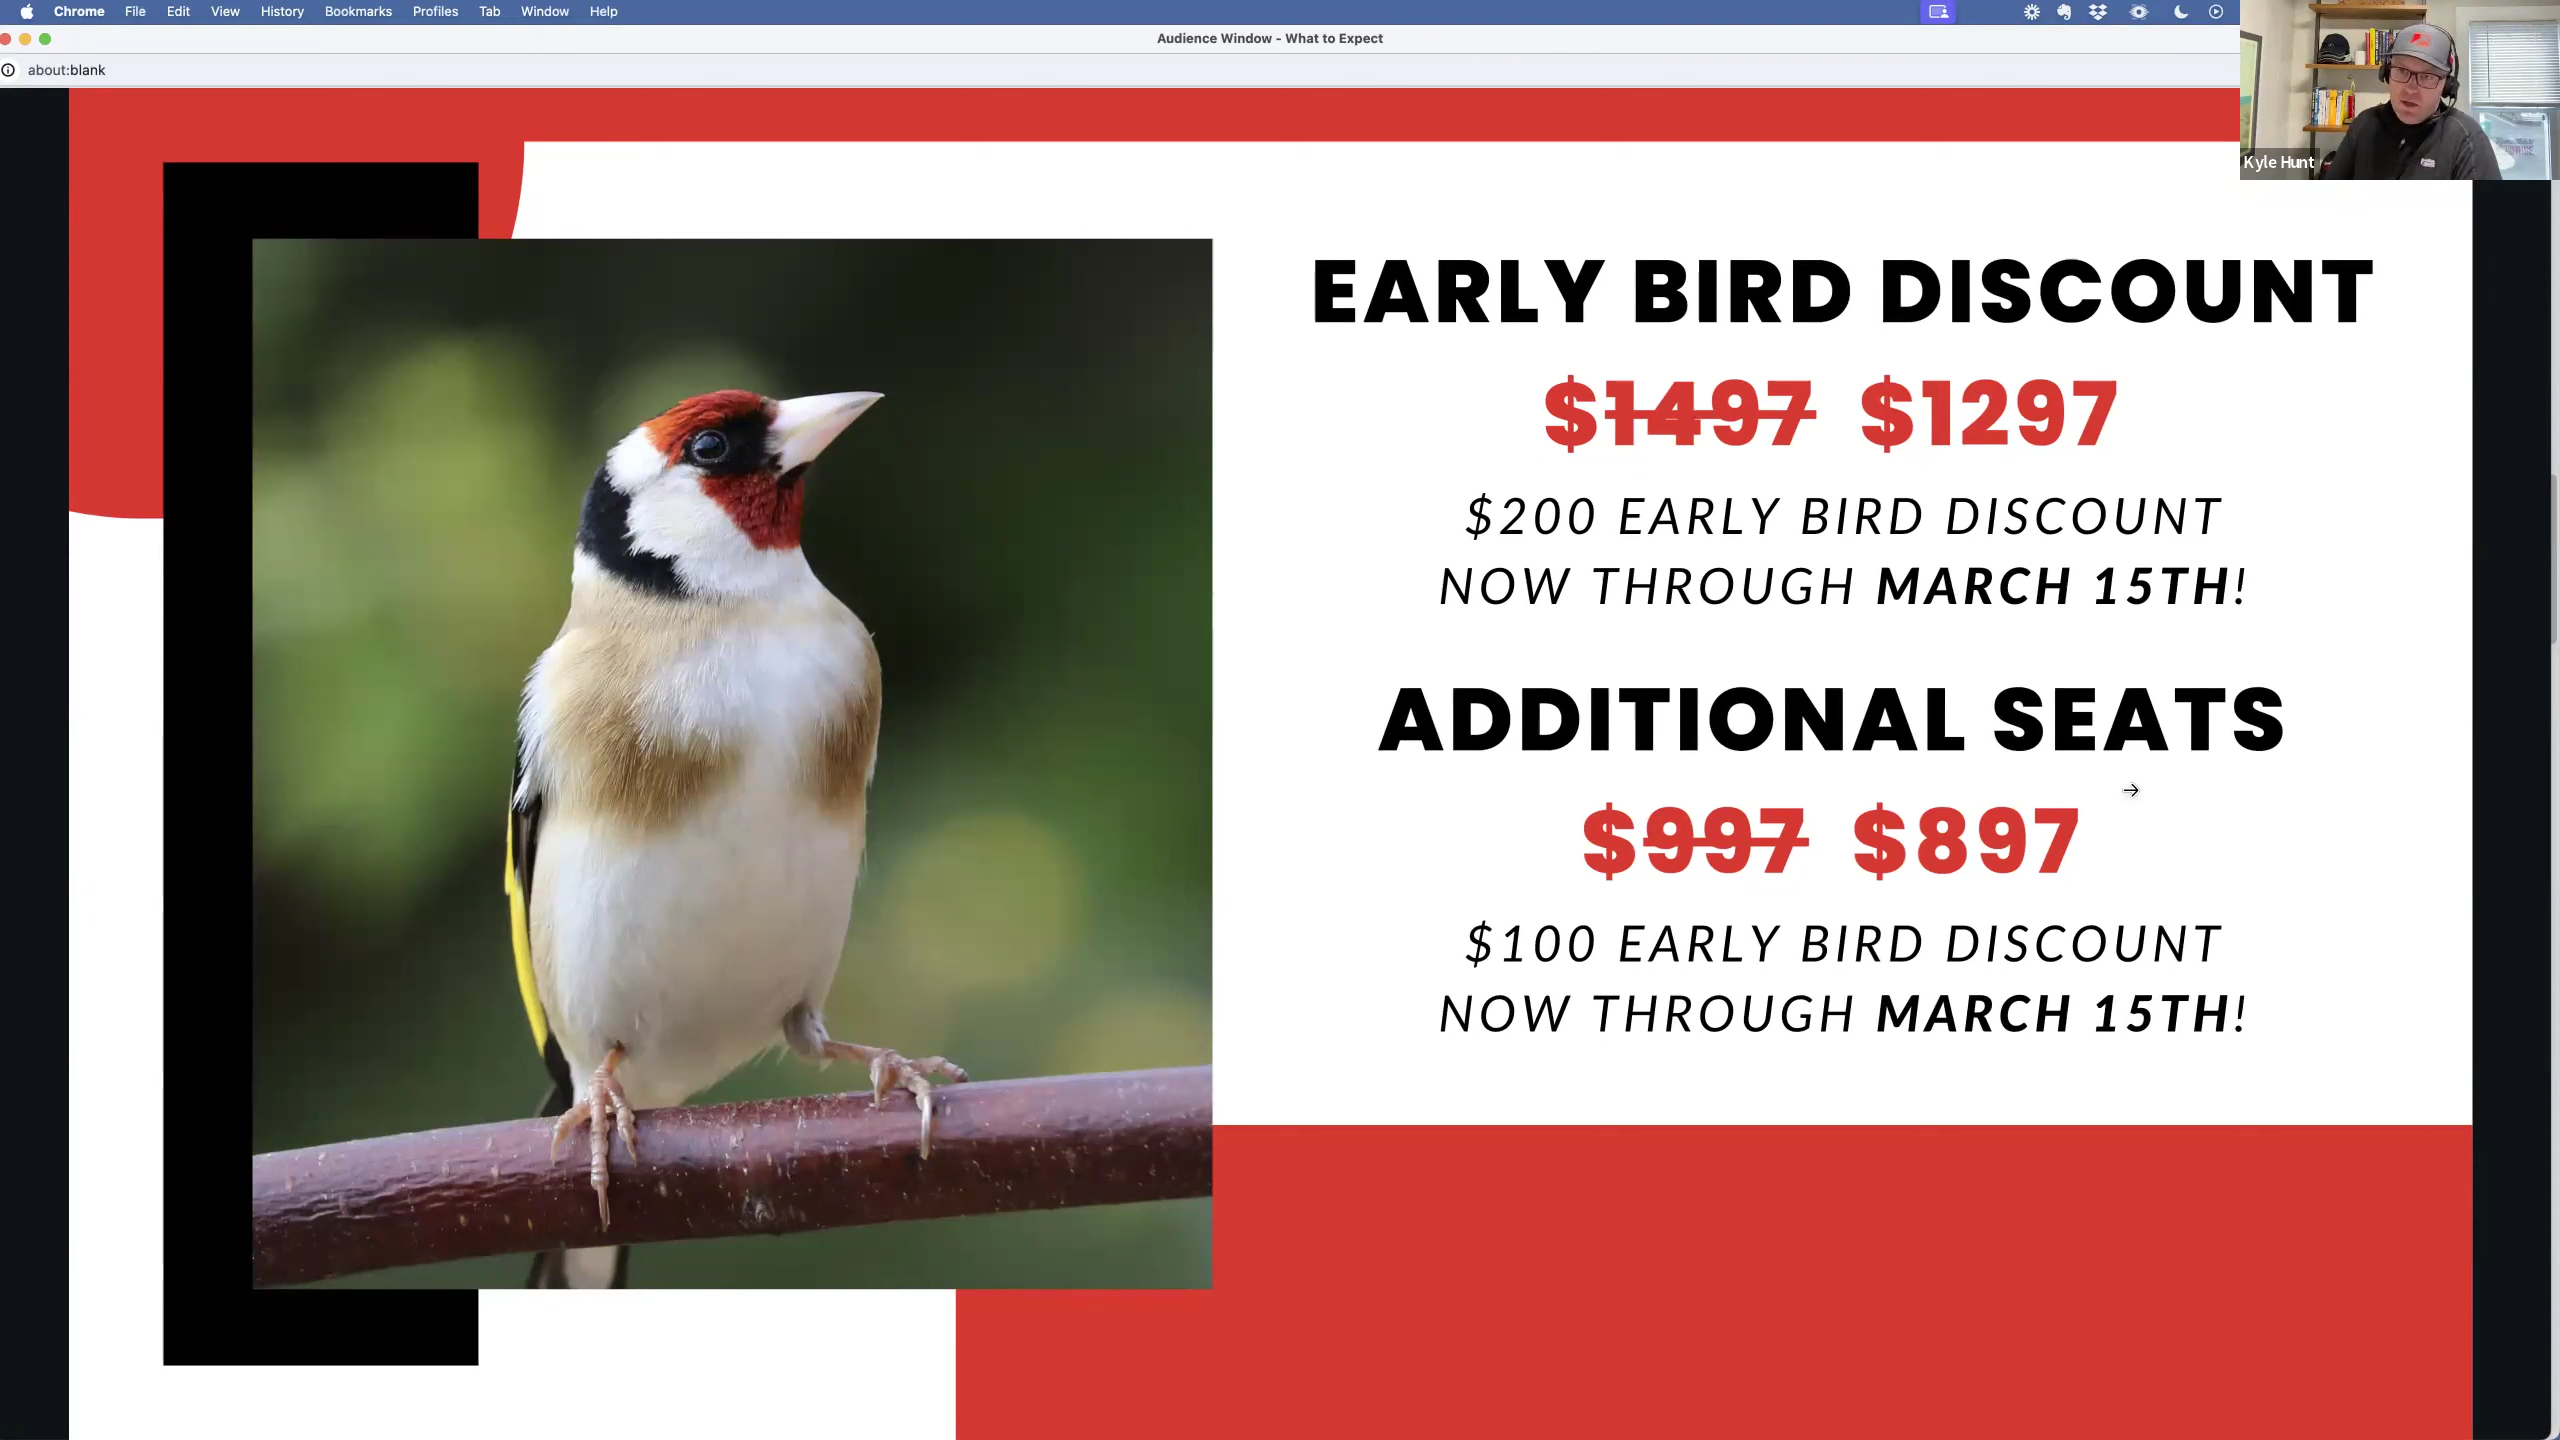 Chrome File Edit View History Bookmarks Profiles Tab Window Help
Audience Window - What to Expect
about:blank
Kyle Hunt
EARLY BIRD DISCOUNT
$1497 $1297
$200 EARLY BIRD DISCOUNT
NOW THROUGH MARCH 15TH!
ADDITIONAL SEATS
$997 $897
$100 EARLY BIRD DISCOUNT
NOW THROUGH MARCH 15TH!